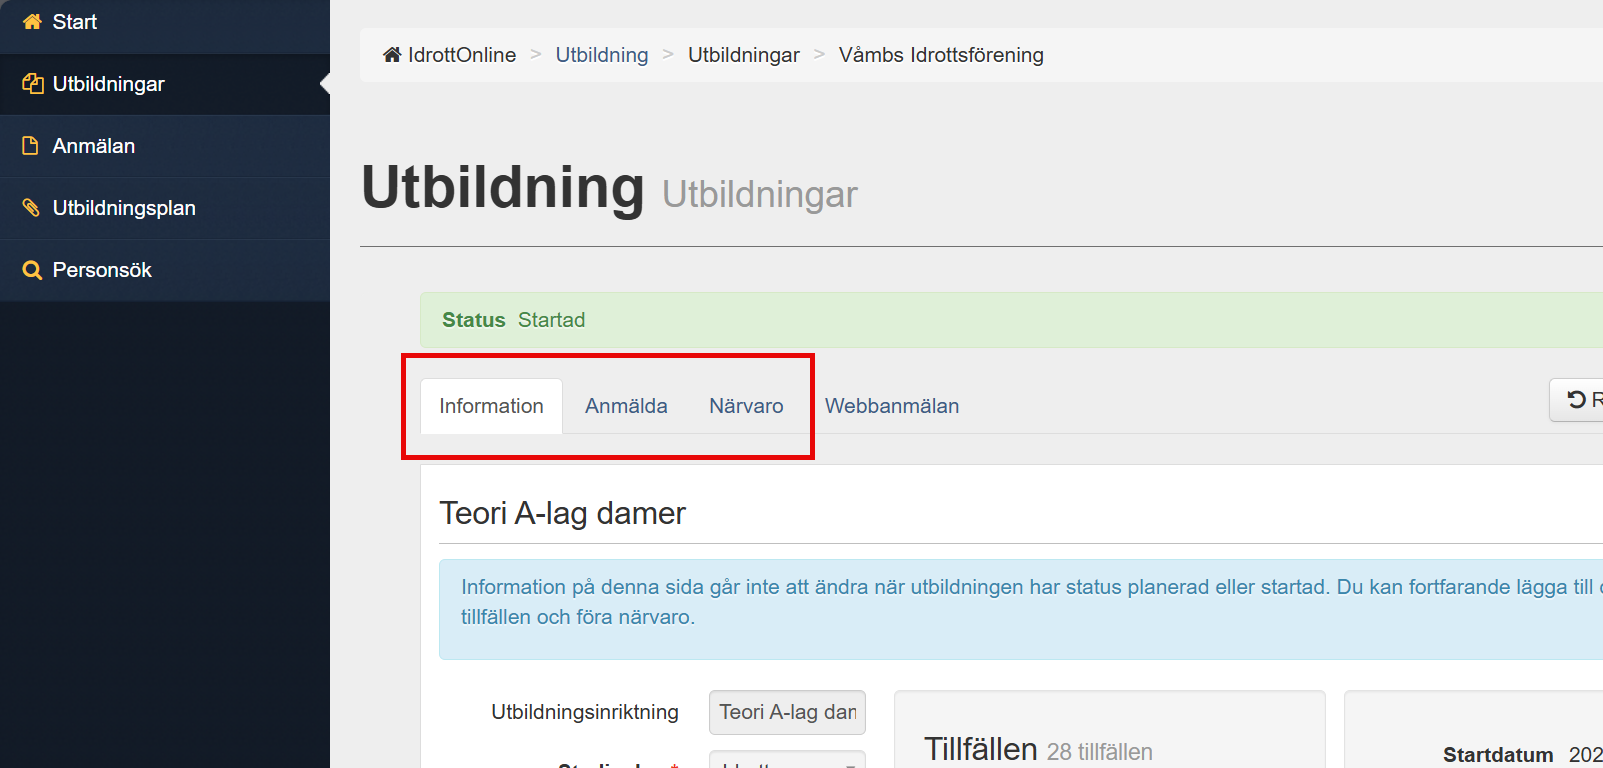 Start
Utbildningar
Anmälan
Utbildningsplan
Personsök
IdrottOnline > Utbildning > Utbildningar > Våmbs Idrottsförening
Utbildning Utbildningar
Status Startad
Information Anmälda Närvaro Webbanmälan
Teori A-lag damer
Information på denna sida går inte att ändra när utbildningen har status planerad eller startad. Du kan fortfarande lägga till
tillfällen och föra närvaro.
Utbildningsinriktning Teori A-lag dam
Tillfällen 28 tillfällen
Startdatum 202